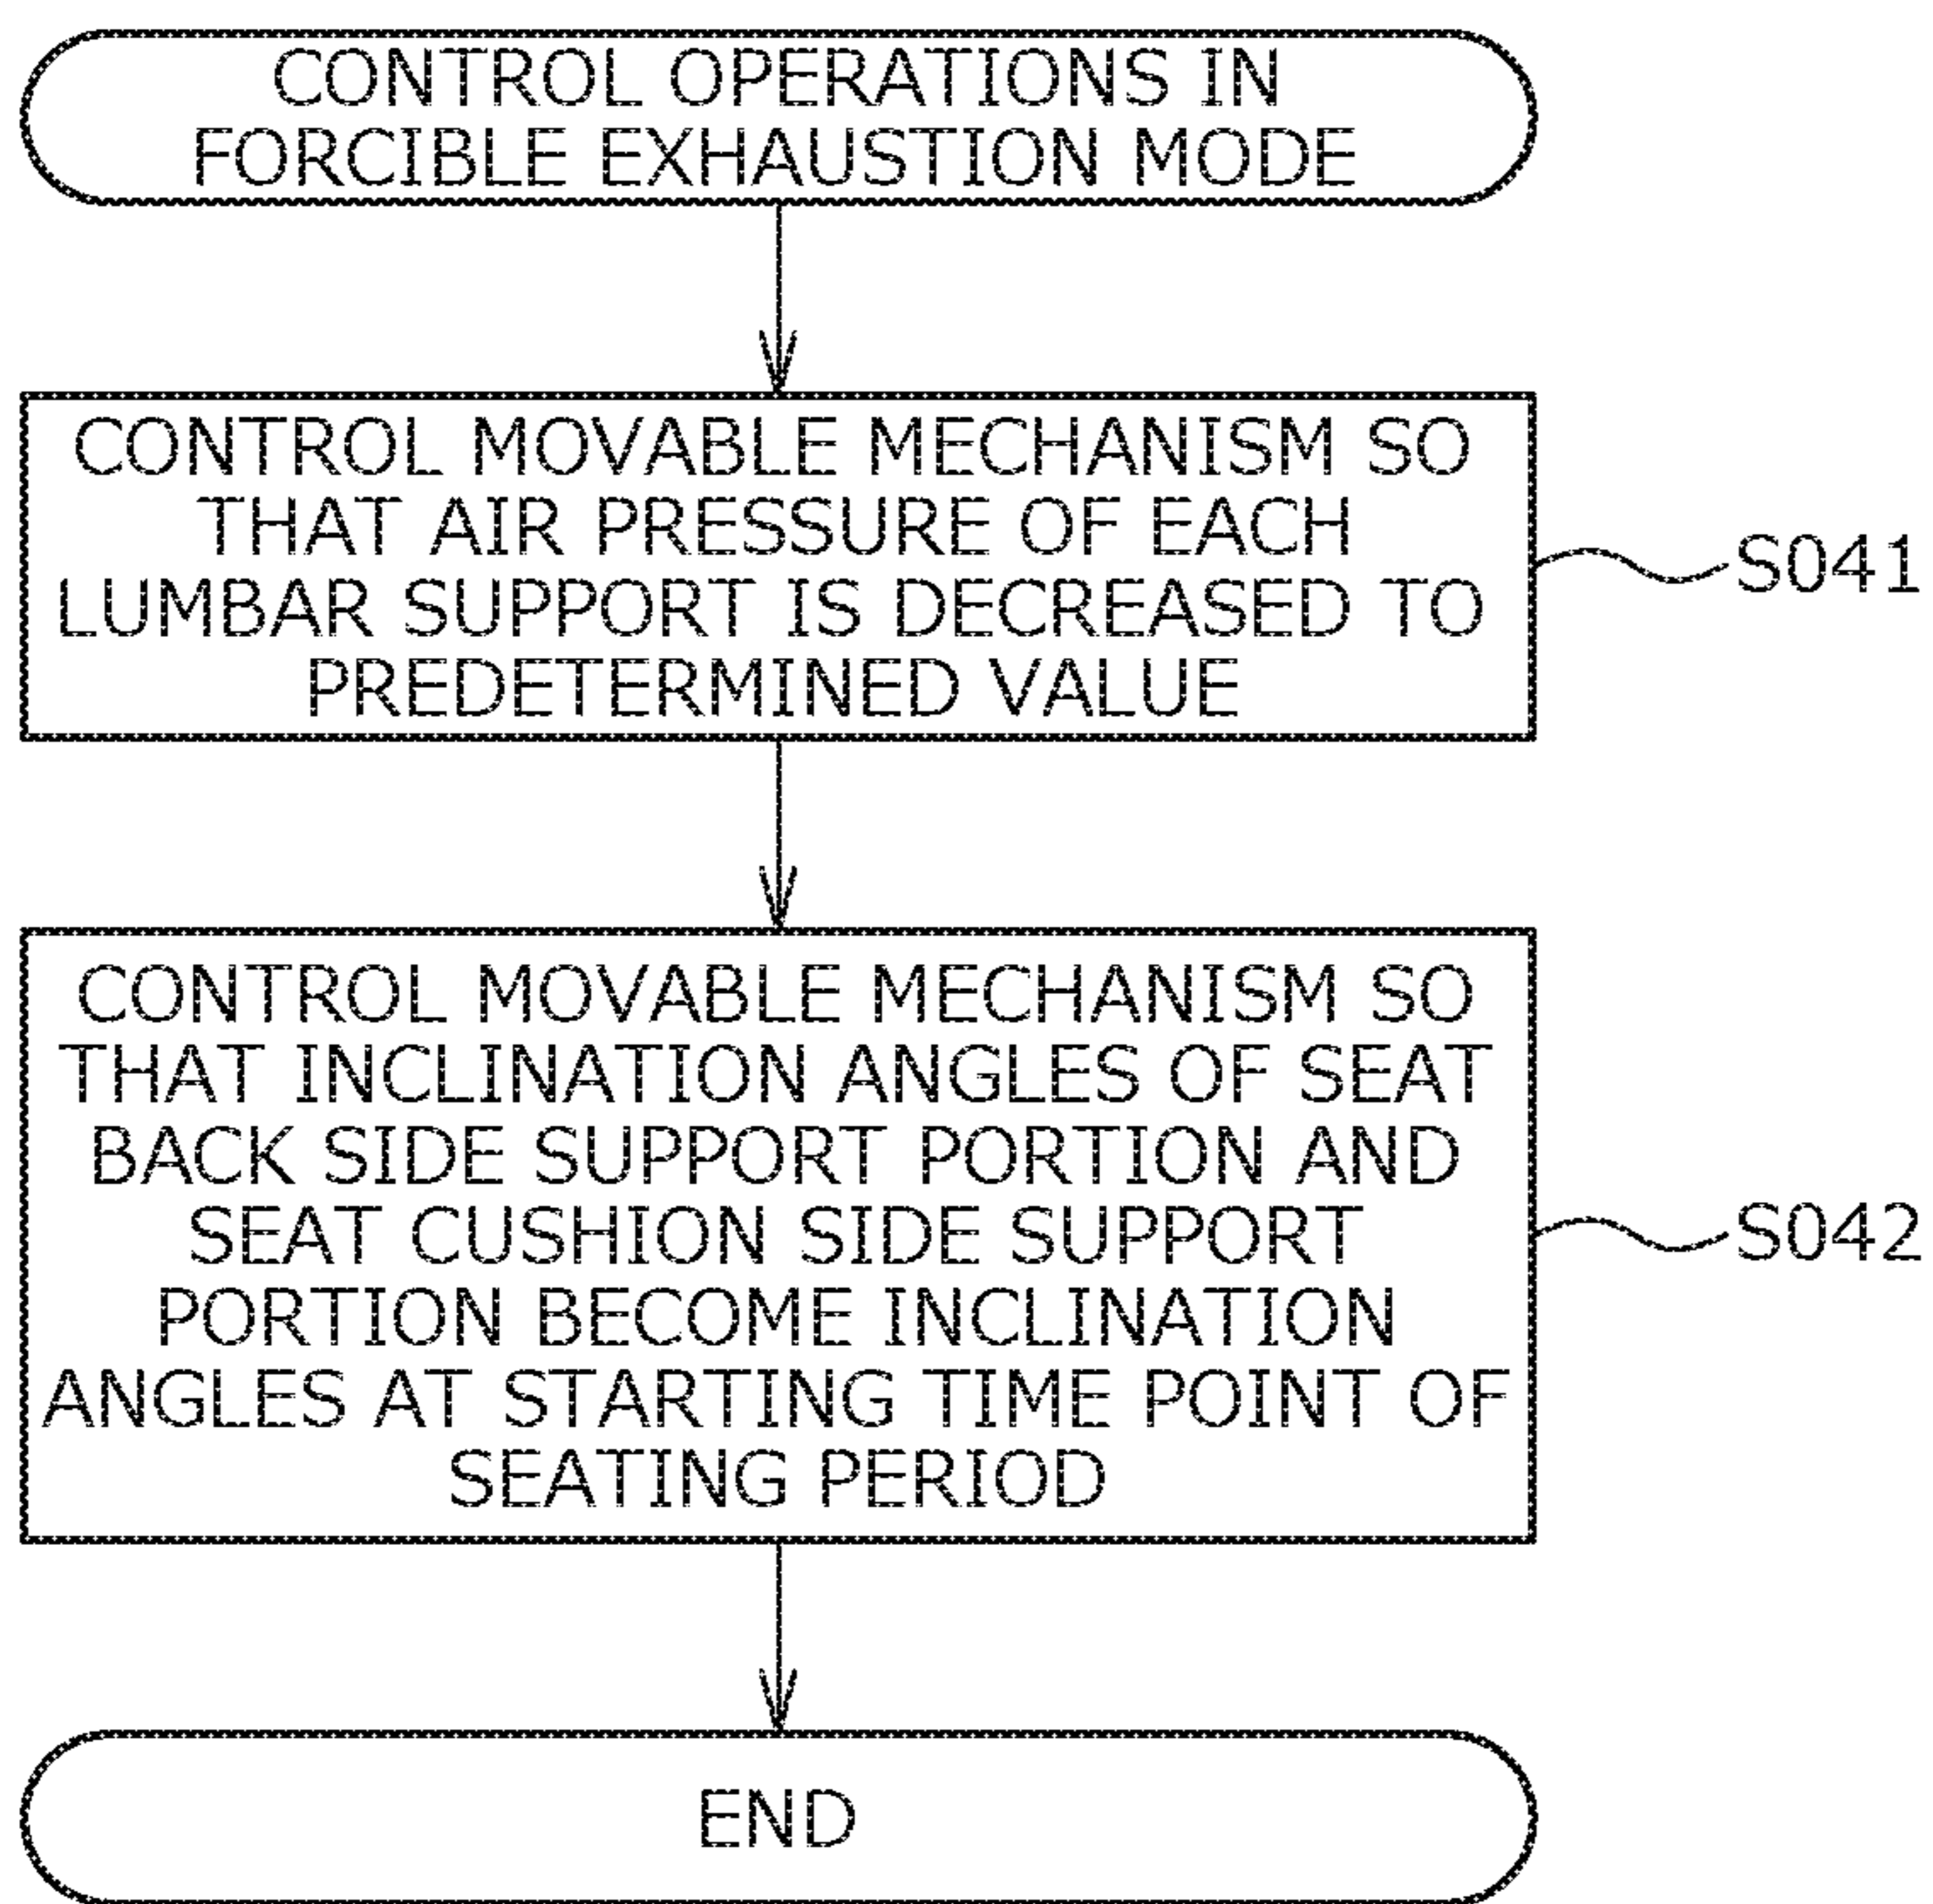 CONTROL OPERATIONS IN
FORCIBLE EXHAUSTION MODE
CONTROL MOVABLE MECHANISM SO
THAT AIR PRESSURE OF EACH
LUMBAR SUPPORT IS DECREASED TO
PREDETERMINED VALUE
S041
CONTROL MOVABLE MECHANISM SO
THAT INCLINATION ANGLES OF SEAT
BACK SIDE SUPPORT PORTION AND
SEAT CUSHION SIDE SUPPORT
PORTION BECOME INCLINATION
ANGLES AT STARTING TIME POINT OF
SEATING PERIOD
S042
END